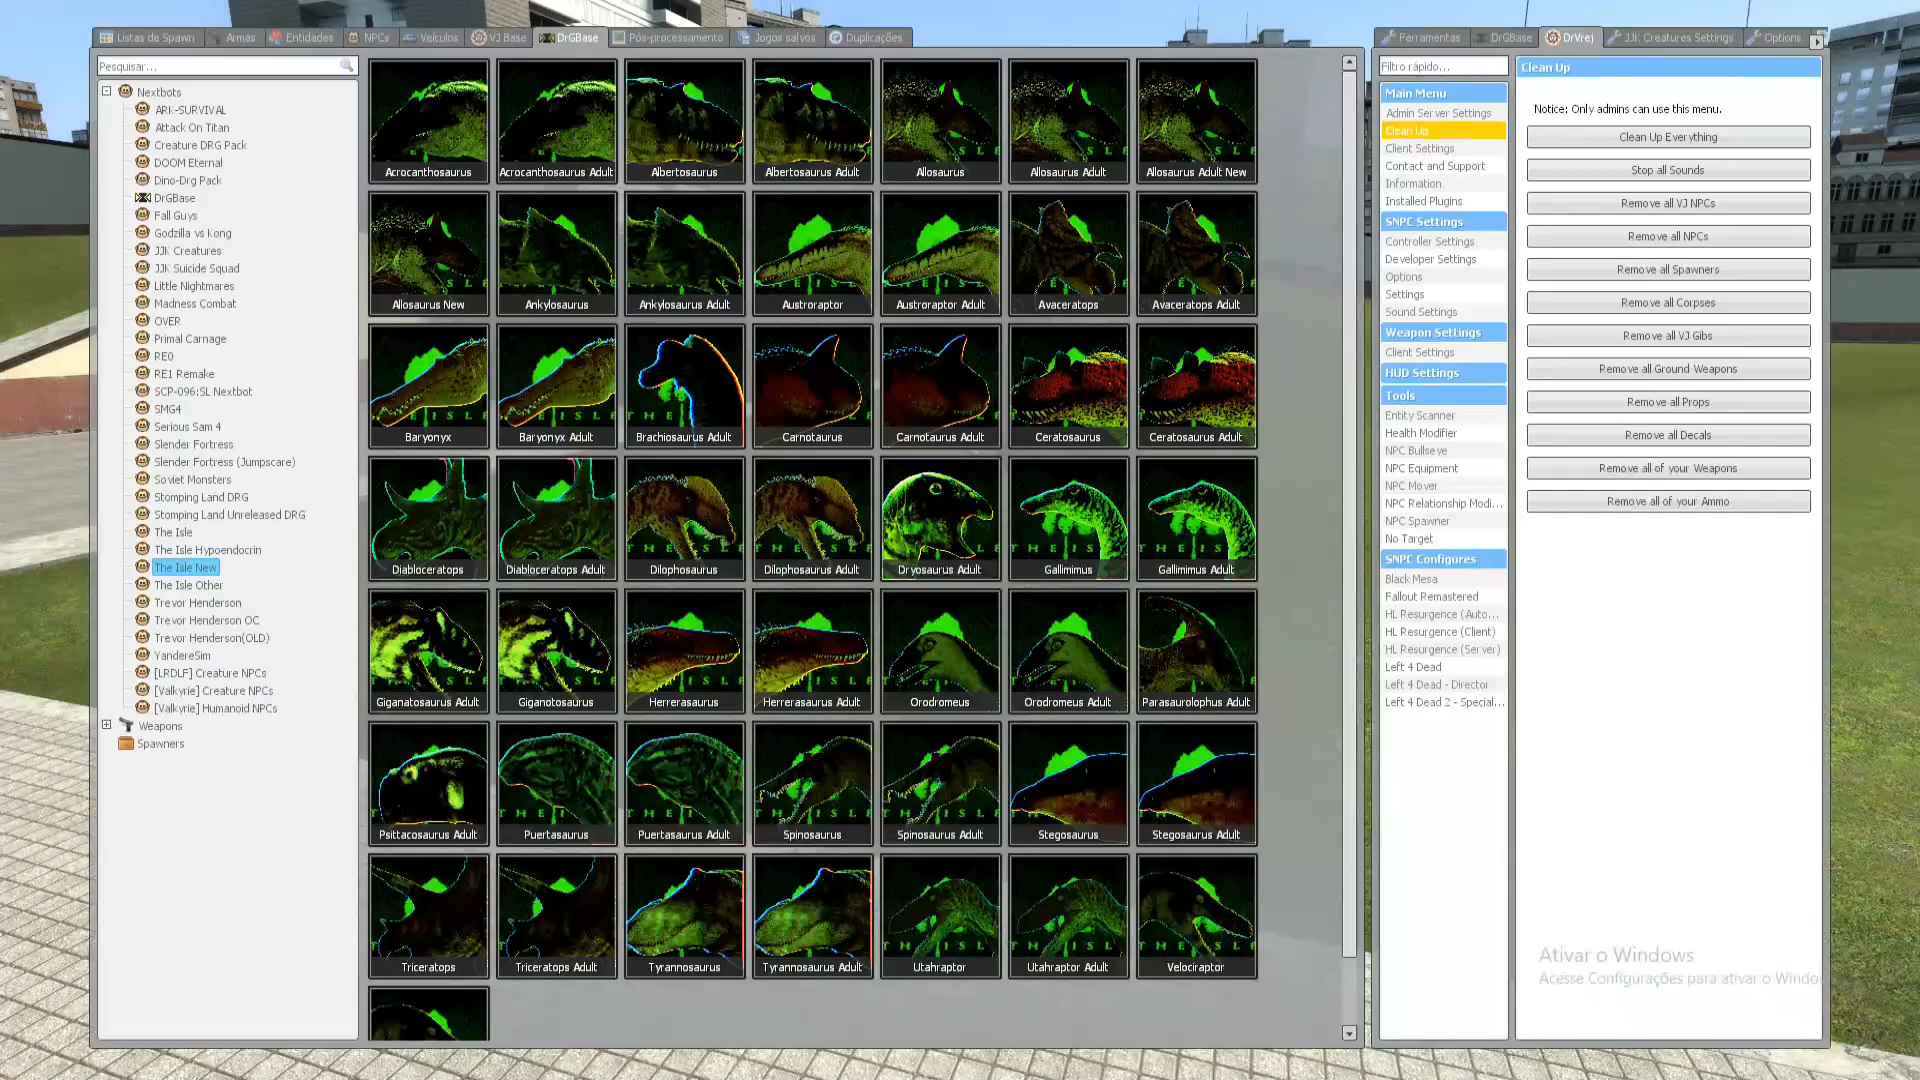 Listas de Spawn Armas Entidades NPCs Veículos VJ Base DrGBase Pós-processamento Jogos salvos Duplicações
Pesquisar...
Nextbots
ARK-SURVIVAL
Attack On Titan
Creature DRG Pack
DOOM Eternal
Dino-Drg Pack
DrGBase
Fall Guys
Godzilla vs Kong
JJK Creatures
JJK Suicide Squad
Little Nightmares
Madness Combat
OVER
Primal Carnage
RE0
RE1 Remake
SCP-096:SL Nextbot
SMG4
Serious Sam 4
Slender Fortress
Slender Fortress (Jumpscare)
Soviet Monsters
Stomping Land DRG
Stomping Land Unreleased DRG
The Isle
The Isle Hypoendocrin
The Isle New
The Isle Other
Trevor Henderson
Trevor Henderson OC
Trevor Henderson(OLD)
YandereSim
[LRDLF] Creature NPCs
[Valkyrie] Creature NPCs
[Valkyrie] Humanoid NPCs
Weapons
Spawners
Acrocanthosaurus Acrocanthosaurus Adult Albertosaurus Albertosaurus Adult Allosaurus Allosaurus Adult Allosaurus Adult New
Allosaurus New Ankylosaurus Ankylosaurus Adult Austroraptor Austroraptor Adult Avaceratops Avaceratops Adult
Baryonyx Baryonyx Adult Brachiosaurus Adult Carnotaurus Carnotaurus Adult Ceratosaurus Ceratosaurus Adult
Diabloceratops Diabloceratops Adult Dilophosaurus Dilophosaurus Adult Dryosaurus Adult Gallimimus Gallimimus Adult
Giganatosaurus Adult Giganotosaurus Herrerasaurus Herrerasaurus Adult Orodromeus Orodromeus Adult Parasaurolophus Adult
Psittacosaurus Adult Puertasaurus Puertasaurus Adult Spinosaurus Spinosaurus Adult Stegosaurus Stegosaurus Adult
Triceratops Triceratops Adult Tyrannosaurus Tyrannosaurus Adult Utahraptor Utahraptor Adult Velociraptor
Ferramentas DrGBase DrVrej JJK Creatures Settings Options
Filtro rápido...
Main Menu
Admin Server Settings
Clean Up
Client Settings
Contact and Support
Information
Installed Plugins
SNPC Settings
Controller Settings
Developer Settings
Options
Settings
Sound Settings
Weapon Settings
Client Settings
HUD Settings
Tools
Entity Scanner
Health Modifier
NPC Bullseye
NPC Equipment
NPC Mover
NPC Relationship Modi...
NPC Spawner
No Target
SNPC Configures
Black Mesa
Fallout Remastered
HL Resurgence (Auto...
HL Resurgence (Client)
HL Resurgence (Server)
Left 4 Dead
Left 4 Dead - Director
Left 4 Dead 2 - Special...
Clean Up
Notice: Only admins can use this menu.
Clean Up Everything
Stop all Sounds
Remove all VJ NPCs
Remove all NPCs
Remove all Spawners
Remove all Corpses
Remove all VJ Gibs
Remove all Ground Weapons
Remove all Props
Remove all Decals
Remove all of your Weapons
Remove all of your Ammo
Ativar o Windows
Acesse Configurações para ativar o Windo